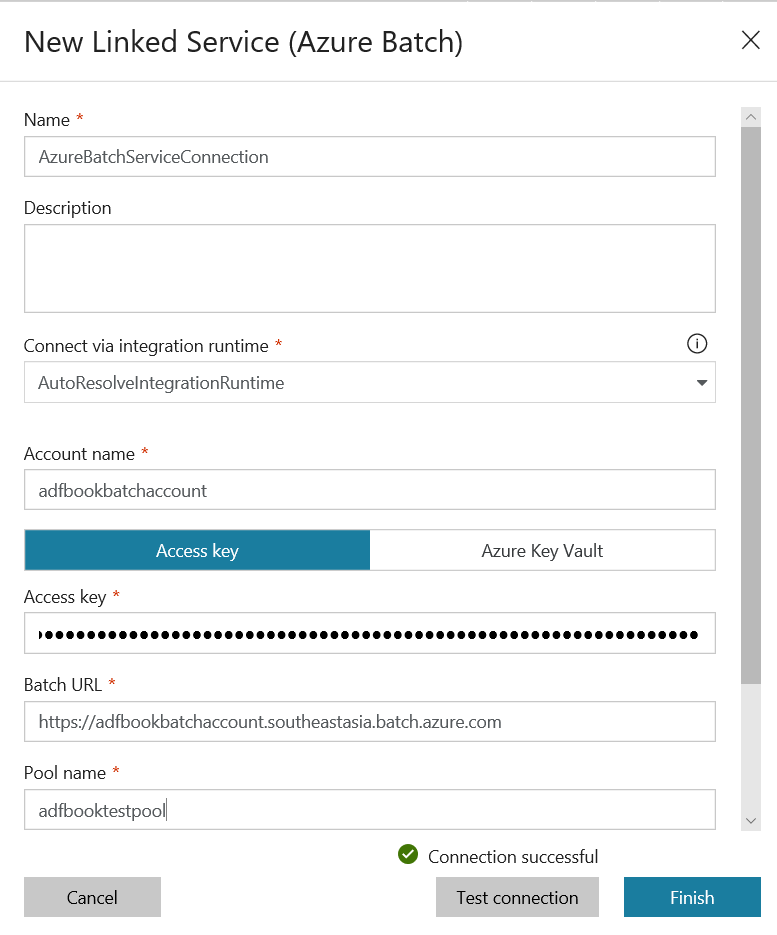 New Linked Service (Azure Batch)
Name *
AzureBatchServiceConnection
Description
Connect via integration runtime *
AutoResolveIntegrationRuntime
Account name *
adfbookbatchaccount
Access key
Azure Key Vault
Access key *
Batch URL *
https://adfbookbatchaccount.southeastasia.batch.azure.com
Pool name *
adfbooktestpool
Connection successful
Cancel
Test connection
Finish